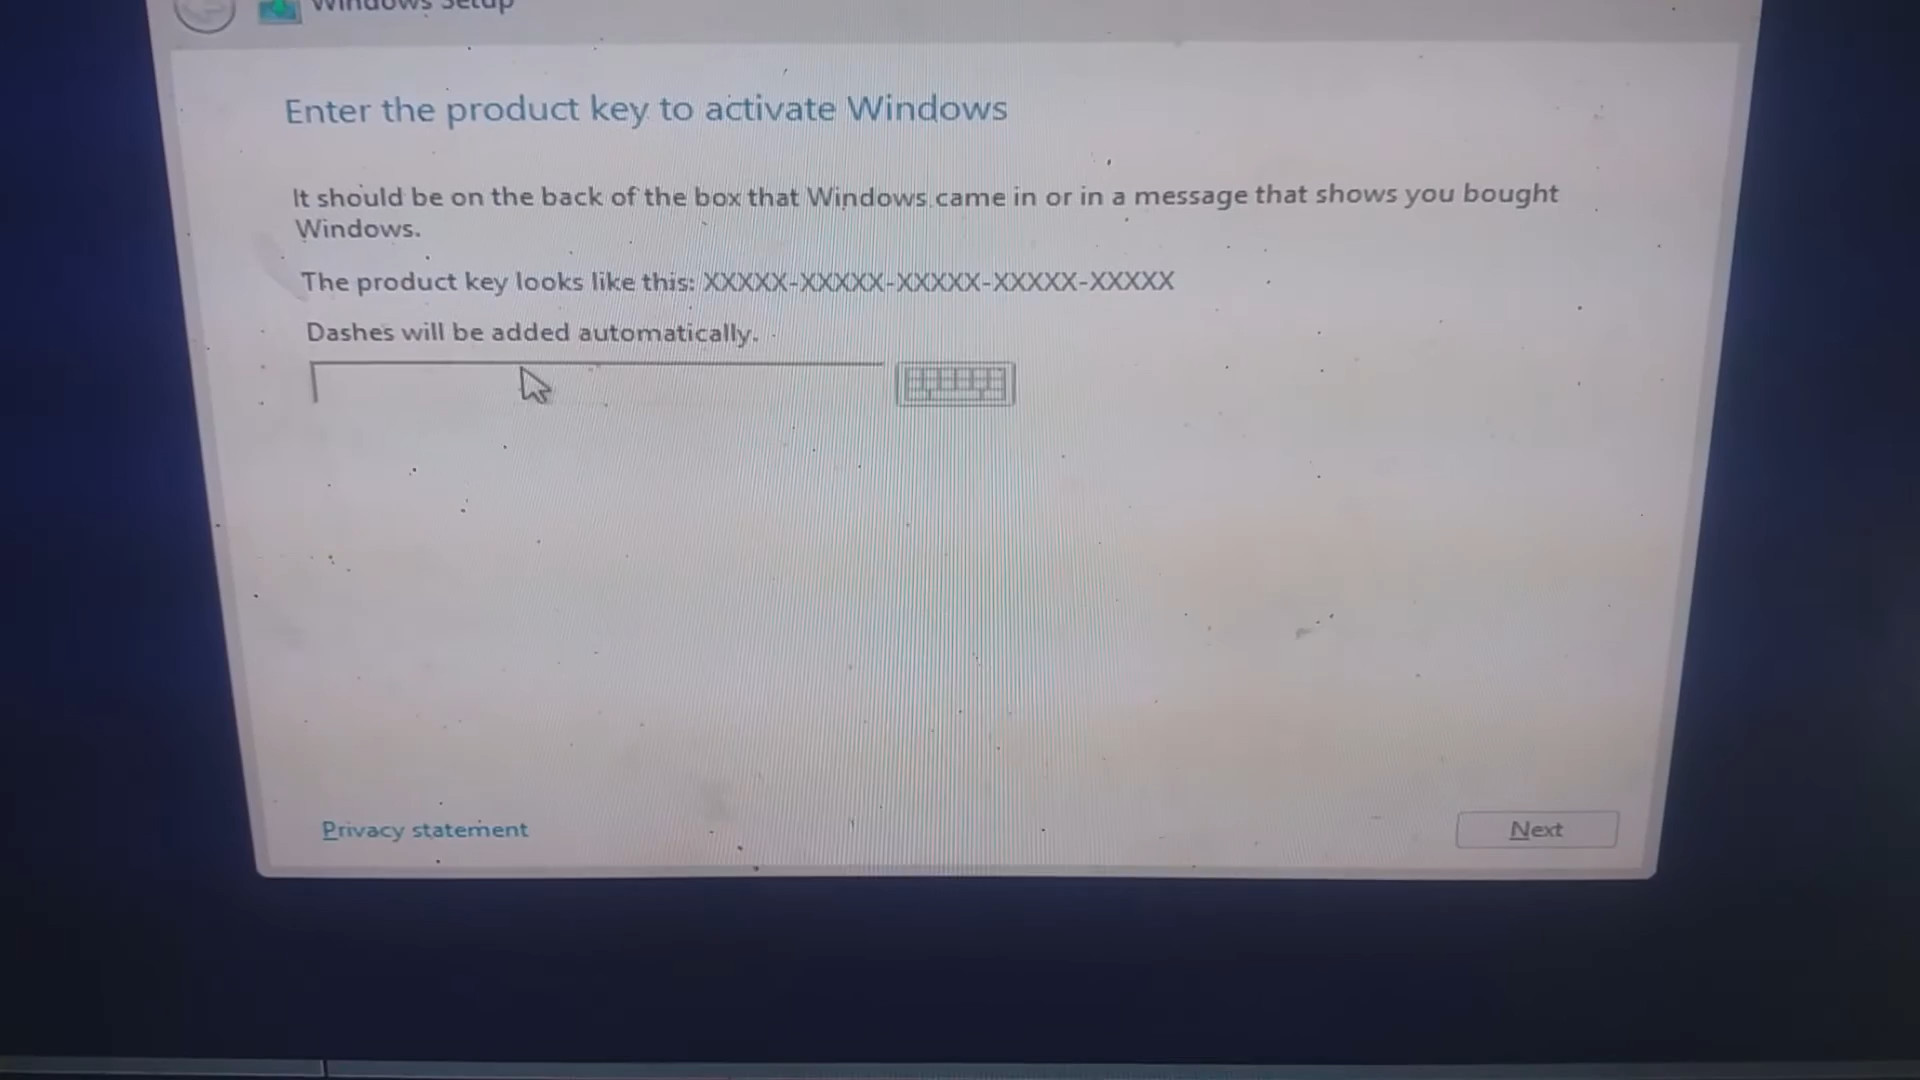 Windows Setup
Enter the product key to activate Windows
It should be on the back of the box that Windows came in or in a message that shows you bought
Windows.
The product key looks like this: XXXXX-XXXXX-XXXXX-XXXXX-XXXXX
Dashes will be added automatically.
Privacy statement
Next